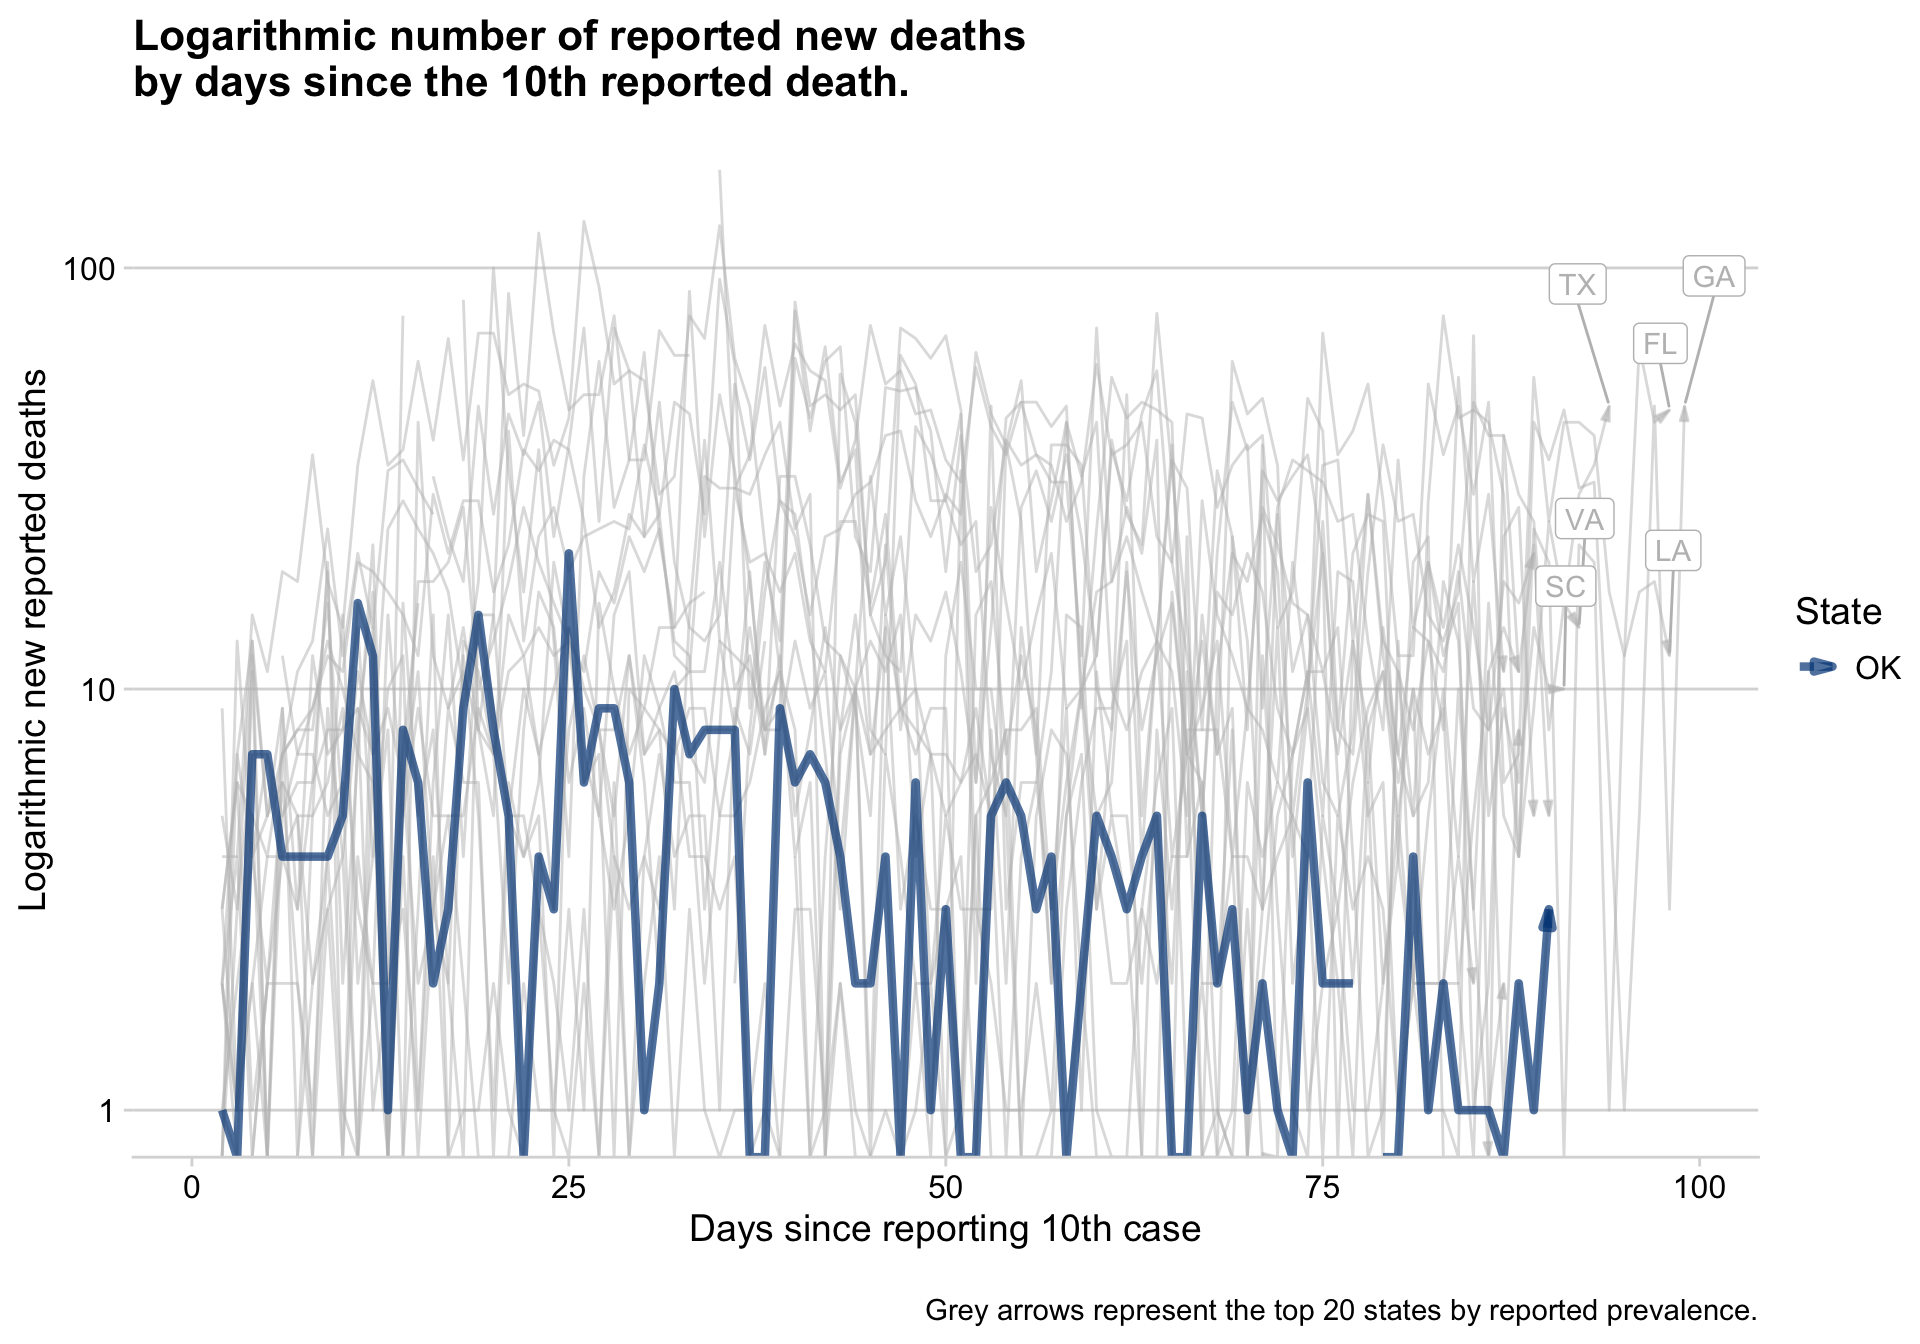 Logarithmic number of reported new deaths
by days since the 10th reported death.
Logarithmic new reported deaths
100
10
1
TX
GA
FL
VA
LA
SC
State
OK
0
25
50
75
100
Days since reporting 10th case
Grey arrows represent the top 20 states by reported prevalence.